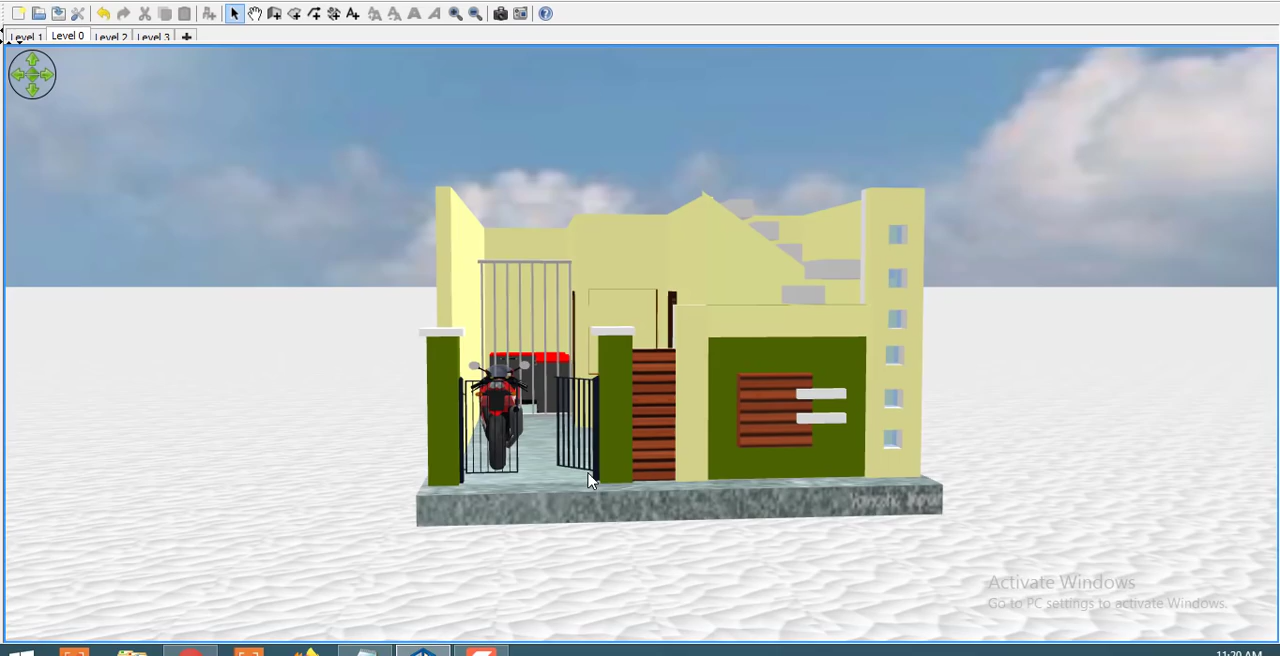 Level 1 Level 0 Level 2 Level 3
Activate Windows
Go to PC settings to activate Windows.
11:20 AM